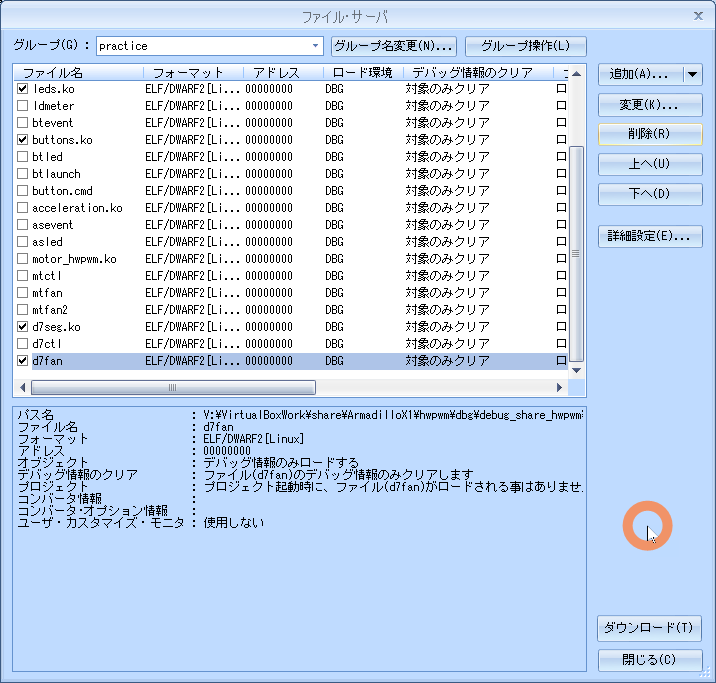 ファイル・サーバ
グループ(G) : practice グループ名変更(N)... グループ操作(L)
ファイル名 フォーマット アドレス ロード環境 デバッグ情報のクリア
leds.ko ELF/DWARF2[Li... 00000000 DBG 対象のみクリア ロ
ldmeter ELF/DWARF2[Li... 00000000 DBG 対象のみクリア ロ
btevent ELF/DWARF2[Li... 00000000 DBG 対象のみクリア ロ
buttons.ko ELF/DWARF2[Li... 00000000 DBG 対象のみクリア ロ
btled ELF/DWARF2[Li... 00000000 DBG 対象のみクリア ロ
btlaunch ELF/DWARF2[Li... 00000000 DBG 対象のみクリア ロ
button.cmd ELF/DWARF2[Li... 00000000 DBG 対象のみクリア ロ
acceleration.ko ELF/DWARF2[Li... 00000000 DBG 対象のみクリア ロ
asevent ELF/DWARF2[Li... 00000000 DBG 対象のみクリア ロ
asled ELF/DWARF2[Li... 00000000 DBG 対象のみクリア ロ
motor_hwpwm.ko ELF/DWARF2[Li... 00000000 DBG 対象のみクリア ロ
mtctl ELF/DWARF2[Li... 00000000 DBG 対象のみクリア ロ
mtfan ELF/DWARF2[Li... 00000000 DBG 対象のみクリア ロ
mtfan2 ELF/DWARF2[Li... 00000000 DBG 対象のみクリア ロ
d7seg.ko ELF/DWARF2[Li... 00000000 DBG 対象のみクリア ロ
d7ctl ELF/DWARF2[Li... 00000000 DBG 対象のみクリア ロ
d7fan ELF/DWARF2[Li... 00000000 DBG 対象のみクリア ロ
追加(A)...
変更(K)...
削除(R)
上へ(U)
下へ(D)
詳細設定(E)...
パス名 : V:¥VirtualBoxWork¥share¥ArmadilloX1¥hwpwm¥dbg¥debug_share_hwpwm
ファイル名 : d7fan
フォーマット : ELF/DWARF2[Linux]
アドレス : 00000000
オブジェクト : デバッグ情報のみロードする
デバッグ情報のクリア : ファイル(d7fan)のデバッグ情報のみクリアします
プロジェクト : プロジェクト起動時に、ファイル(d7fan)がロードされる事はありませ.
コンバータ情報 :
コンバータ・オプション情報 :
ユーザ・カスタマイズ・モニタ : 使用しない
ダウンロード(T)
閉じる(C)